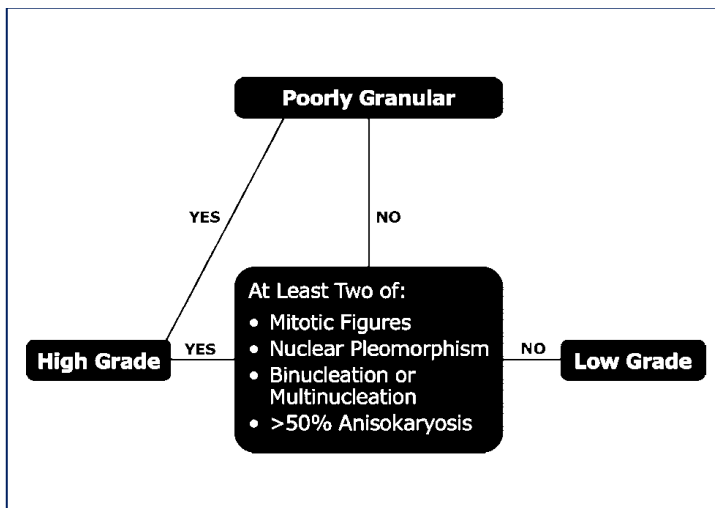 Poorly Granular
YES
NO
At Least Two of:
• Mitotic Figures
• Nuclear Pleomorphism
• Binucleation or
Multinucleation
• >50% Anisokaryosis
High Grade
YES
NO
Low Grade